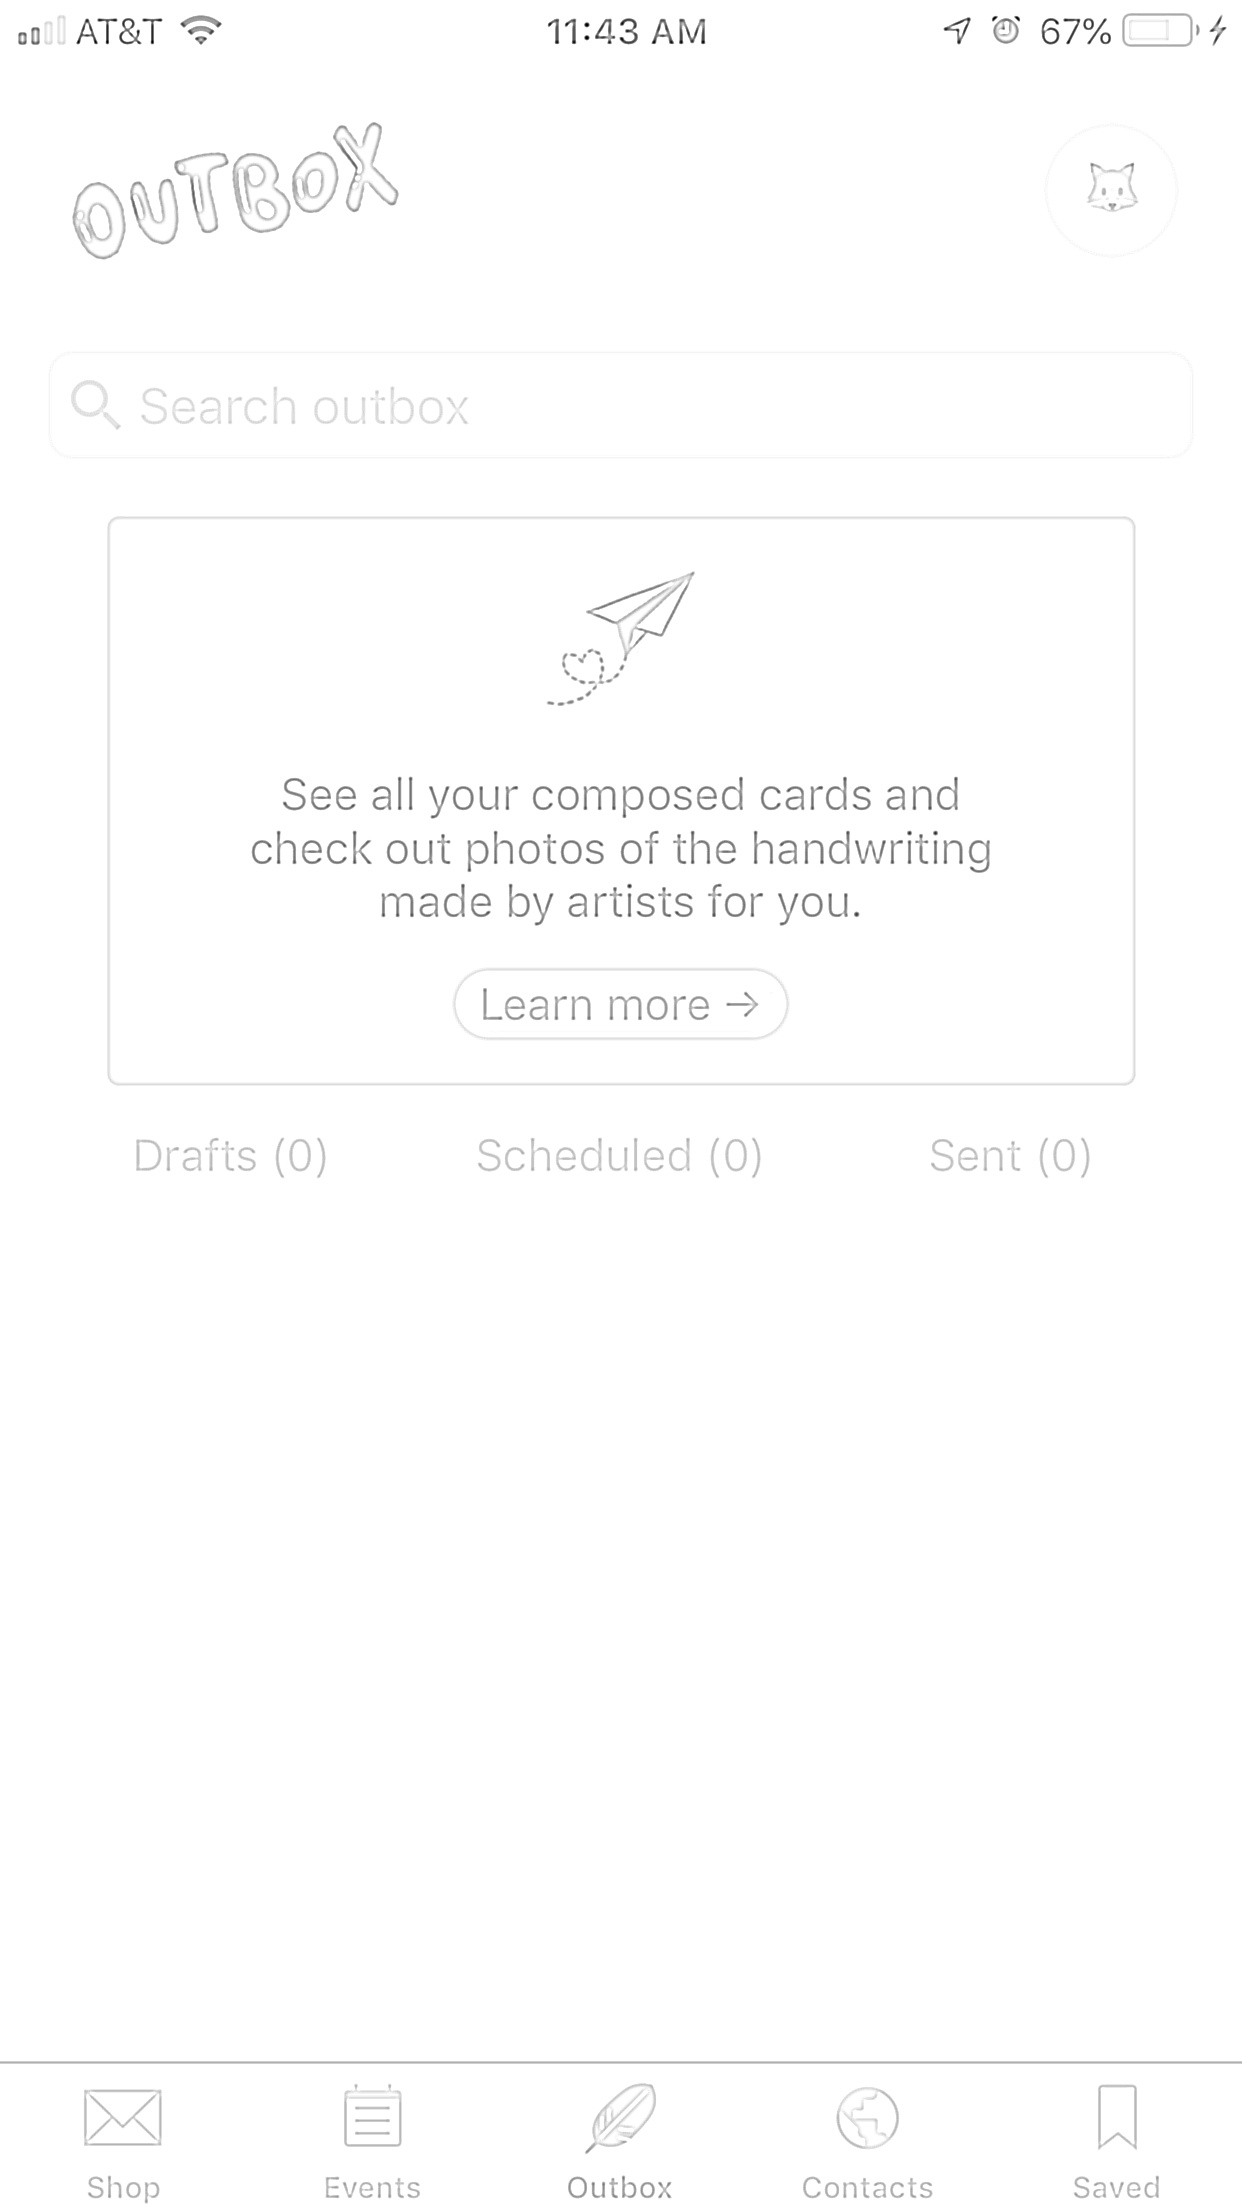 AT&T 11:43 AM 67%
OUTBOX
Search outbox
See all your composed cards and
check out photos of the handwriting
made by artists for you.
Learn more →
Drafts (0) Scheduled (0) Sent (0)
Shop Events Outbox Contacts Saved